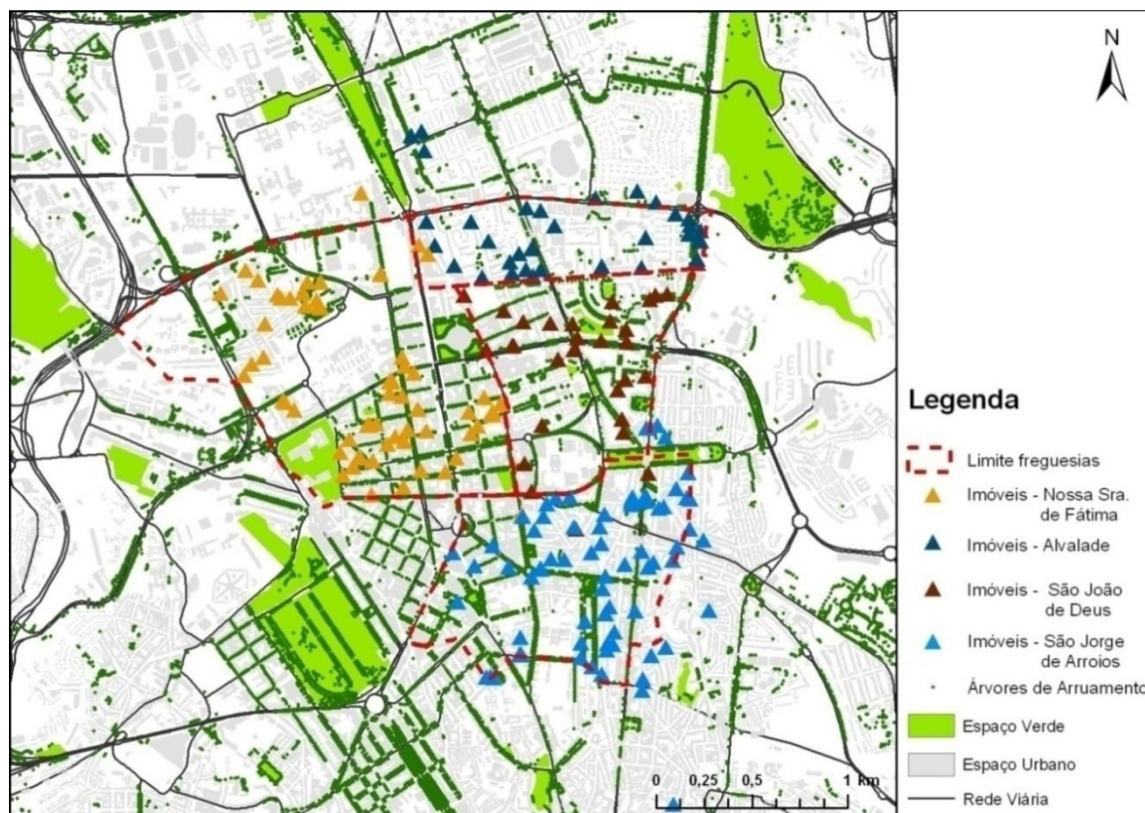 N
Legenda
Limite freguesias
Imóveis - Nossa Sra.
de Fátima
Imóveis - Alvalade
Imóveis - São João
de Deus
Imóveis - São Jorge
de Arroios
Árvores de Arruamento
Espaço Verde
Espaço Urbano
Rede Viária
0 0,25 0,5 1 km